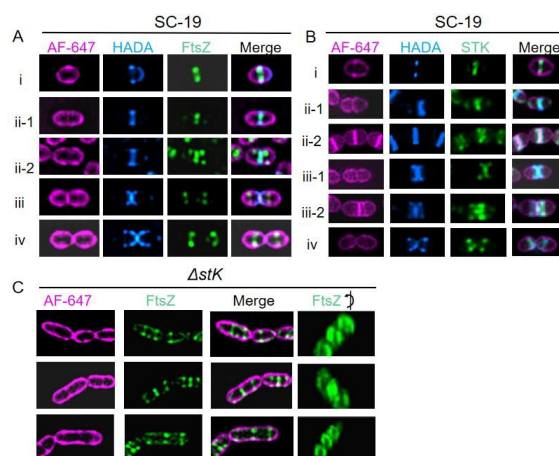 SC-19
A AF-647 HADA FtsZ Merge
i
ii-1
ii-2
iii
iv
SC-19
B AF-647 HADA STK Merge
i
ii-1
ii-2
iii-1
iii-2
iv
ΔstK
C AF-647 FtsZ Merge FtsZ